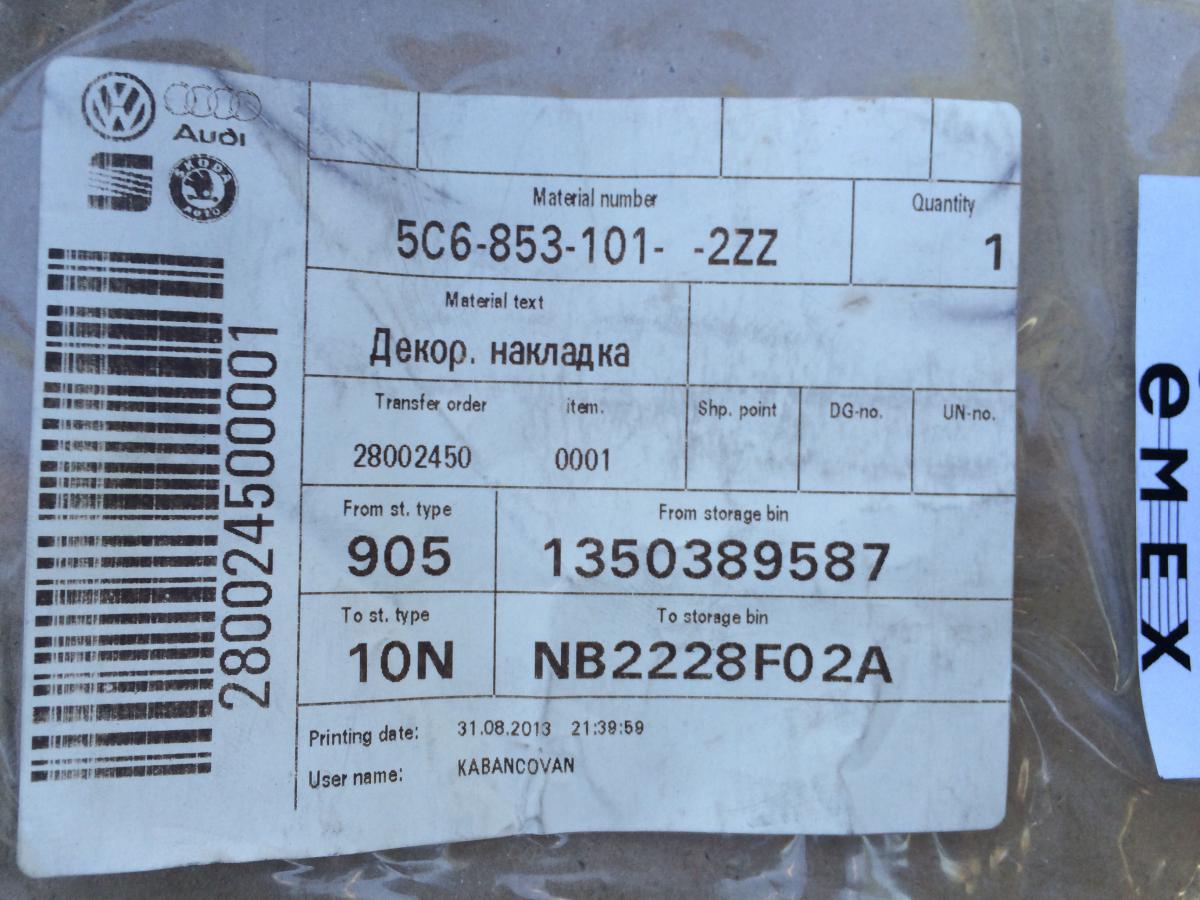 Audi
ŠKODA
AUTO
Material number
5C6-853-101- -2ZZ
Quantity
1
Material text
Декор. накладка
Transfer order
item.
28002450
0001
Shp. point
DG-no.
UN-no.
From st. type
905
From storage bin
1350389587
To st. type
10N
To storage bin
NB2228F02A
Printing date: 31.08.2013 21:39:59
User name: KABANCOVAN
280024500001
eMEX